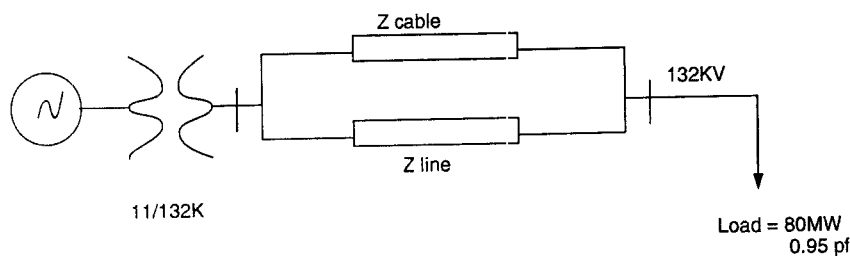 Z cable
132KV
Z line
11/132K
Load = 80MW
0.95 pf